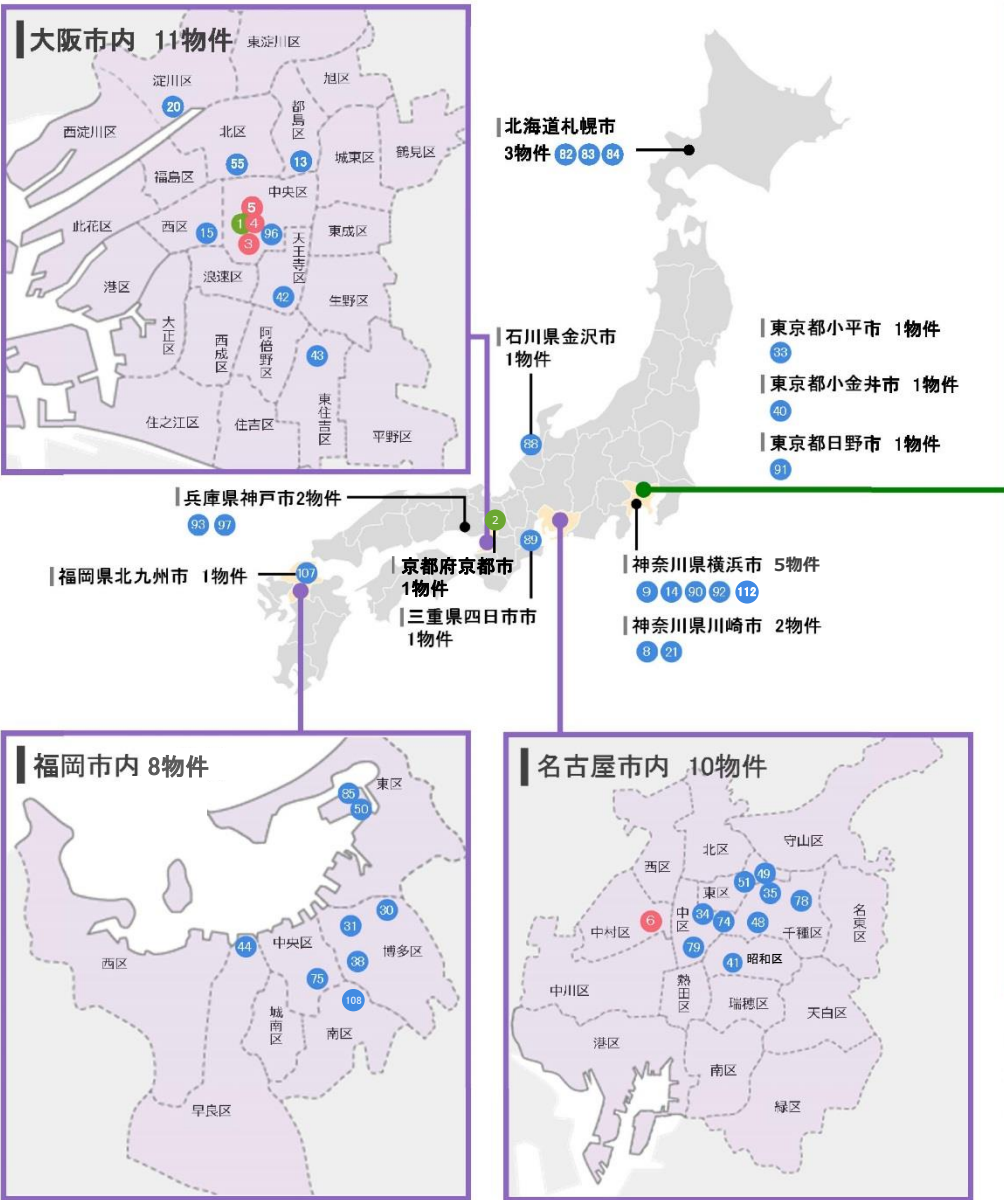 大阪市内 11物件
東淀川区
淀川区
旭区
20
都島区
西淀川区
北区
鶴見区
城東区
55
13
福島区
中央区
5
此花区
西区
15
1
4
96
東成区
3
天王寺区
港区
浪速区
42
生野区
大正区
西成区
阿倍野区
43
住之江区
住吉区
東住吉区
平野区
北海道札幌市
3物件 82 83 84
石川県金沢市
1物件
88
東京都小平市 1物件
33
東京都小金井市 1物件
40
東京都日野市 1物件
91
兵庫県神戸市2物件
93 97
2
89
京都府京都市
1物件
福岡県北九州市 1物件
107
三重県四日市市
1物件
神奈川県横浜市 5物件
9 14 90 92 112
神奈川県川崎市 2物件
8 21
福岡市内 8物件
85
東区
50
30
31
44
中央区
博多区
38
西区
75
108
城南区
南区
早良区
名古屋市内 10物件
守山区
北区
西区
49
51
東区
35
78
名東区
中区
34
6
74
48
中村区
千種区
79
41
昭和区
中川区
熱田区
瑞穂区
天白区
港区
南区
緑区